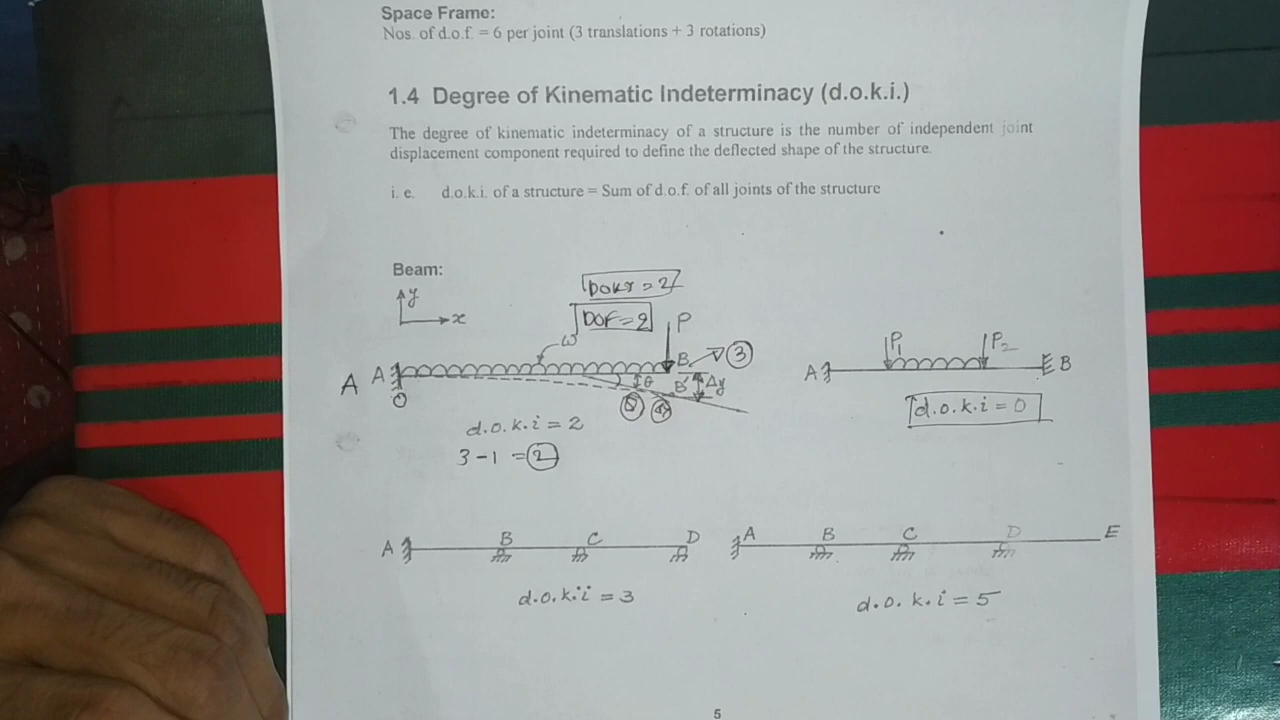 Space Frame:
Nos. of d.o.f. = 6 per joint (3 translations + 3 rotations)
1.4 Degree of Kinematic Indeterminacy (d.o.k.i.)
The degree of kinematic indeterminacy of a structure is the number of independent joint
displacement component required to define the deflected shape of the structure.
i. e. d.o.k.i. of a structure = Sum of d.o.f. of all joints of the structure
Beam:
y
x
DOF = 2
P
ω
B
3
A A
θ
B'
Δy
O
d.o.k.i = 2
3 - 1 = 2
P1
P2
A
B
d.o.k.i = 0
A B C D
d.o.k.i = 3
A B C D E
d.o.k.i = 5
5